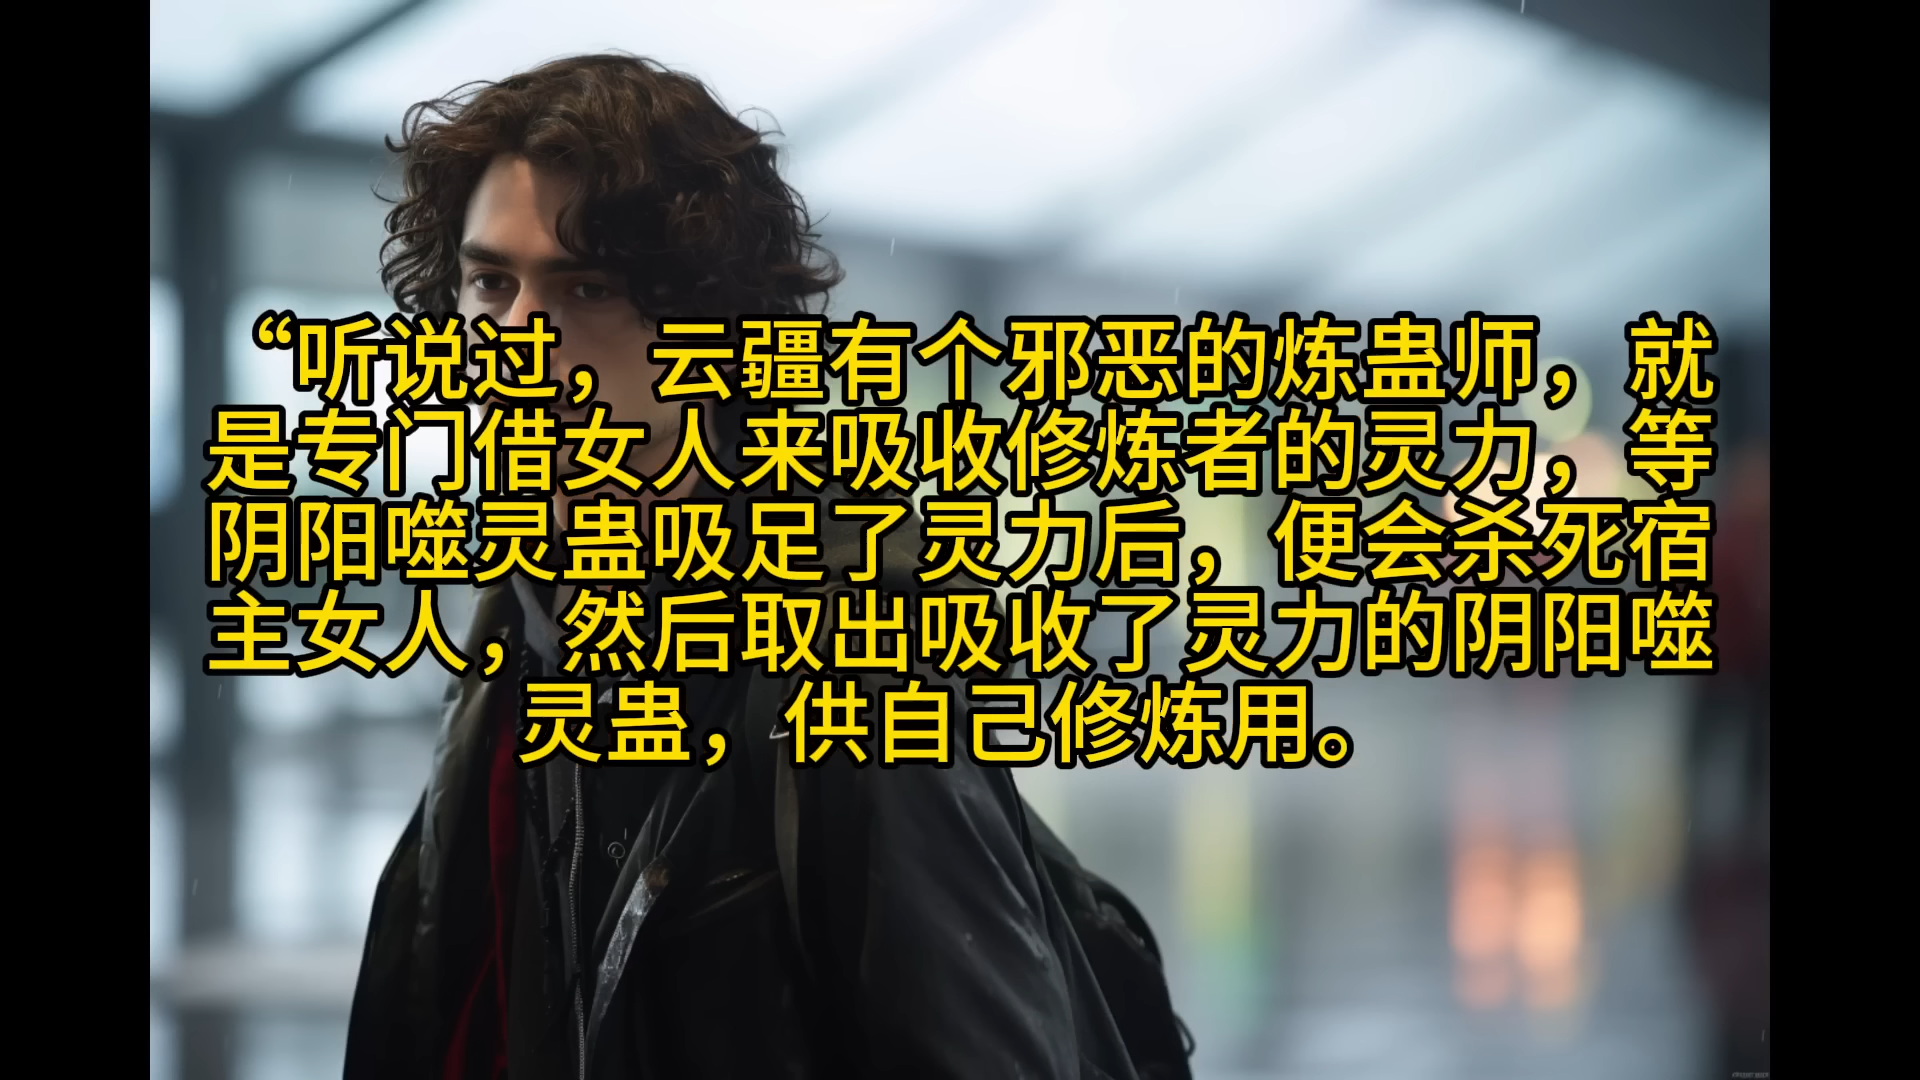 “听说过，云疆有个邪恶的炼蛊师，就
是专门借女人来吸收修炼者的灵力，等
阴阳噬灵蛊吸足了灵力后，便会杀死宿
主女人，然后取出吸收了灵力的阴阳噬
灵蛊，供自己修炼用。